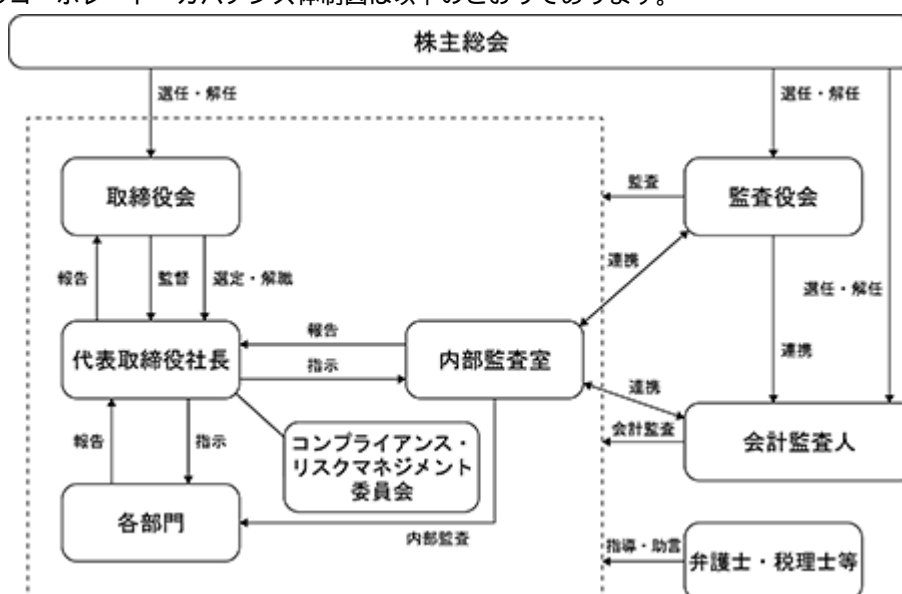 のコーポレート・ガバナンス体制図は以下のとおりであります。
株主総会
選任・解任
選任・解任
取締役会
監査
監査役会
報告
監督
選定・解職
連携
選任・解任
代表取締役社長
報告
指示
内部監査室
連携
連携
報告
指示
コンプライアンス・
リスクマネジメント
委員会
会計監査
会計監査人
各部門
内部監査
指導・助言
弁護士・税理士等